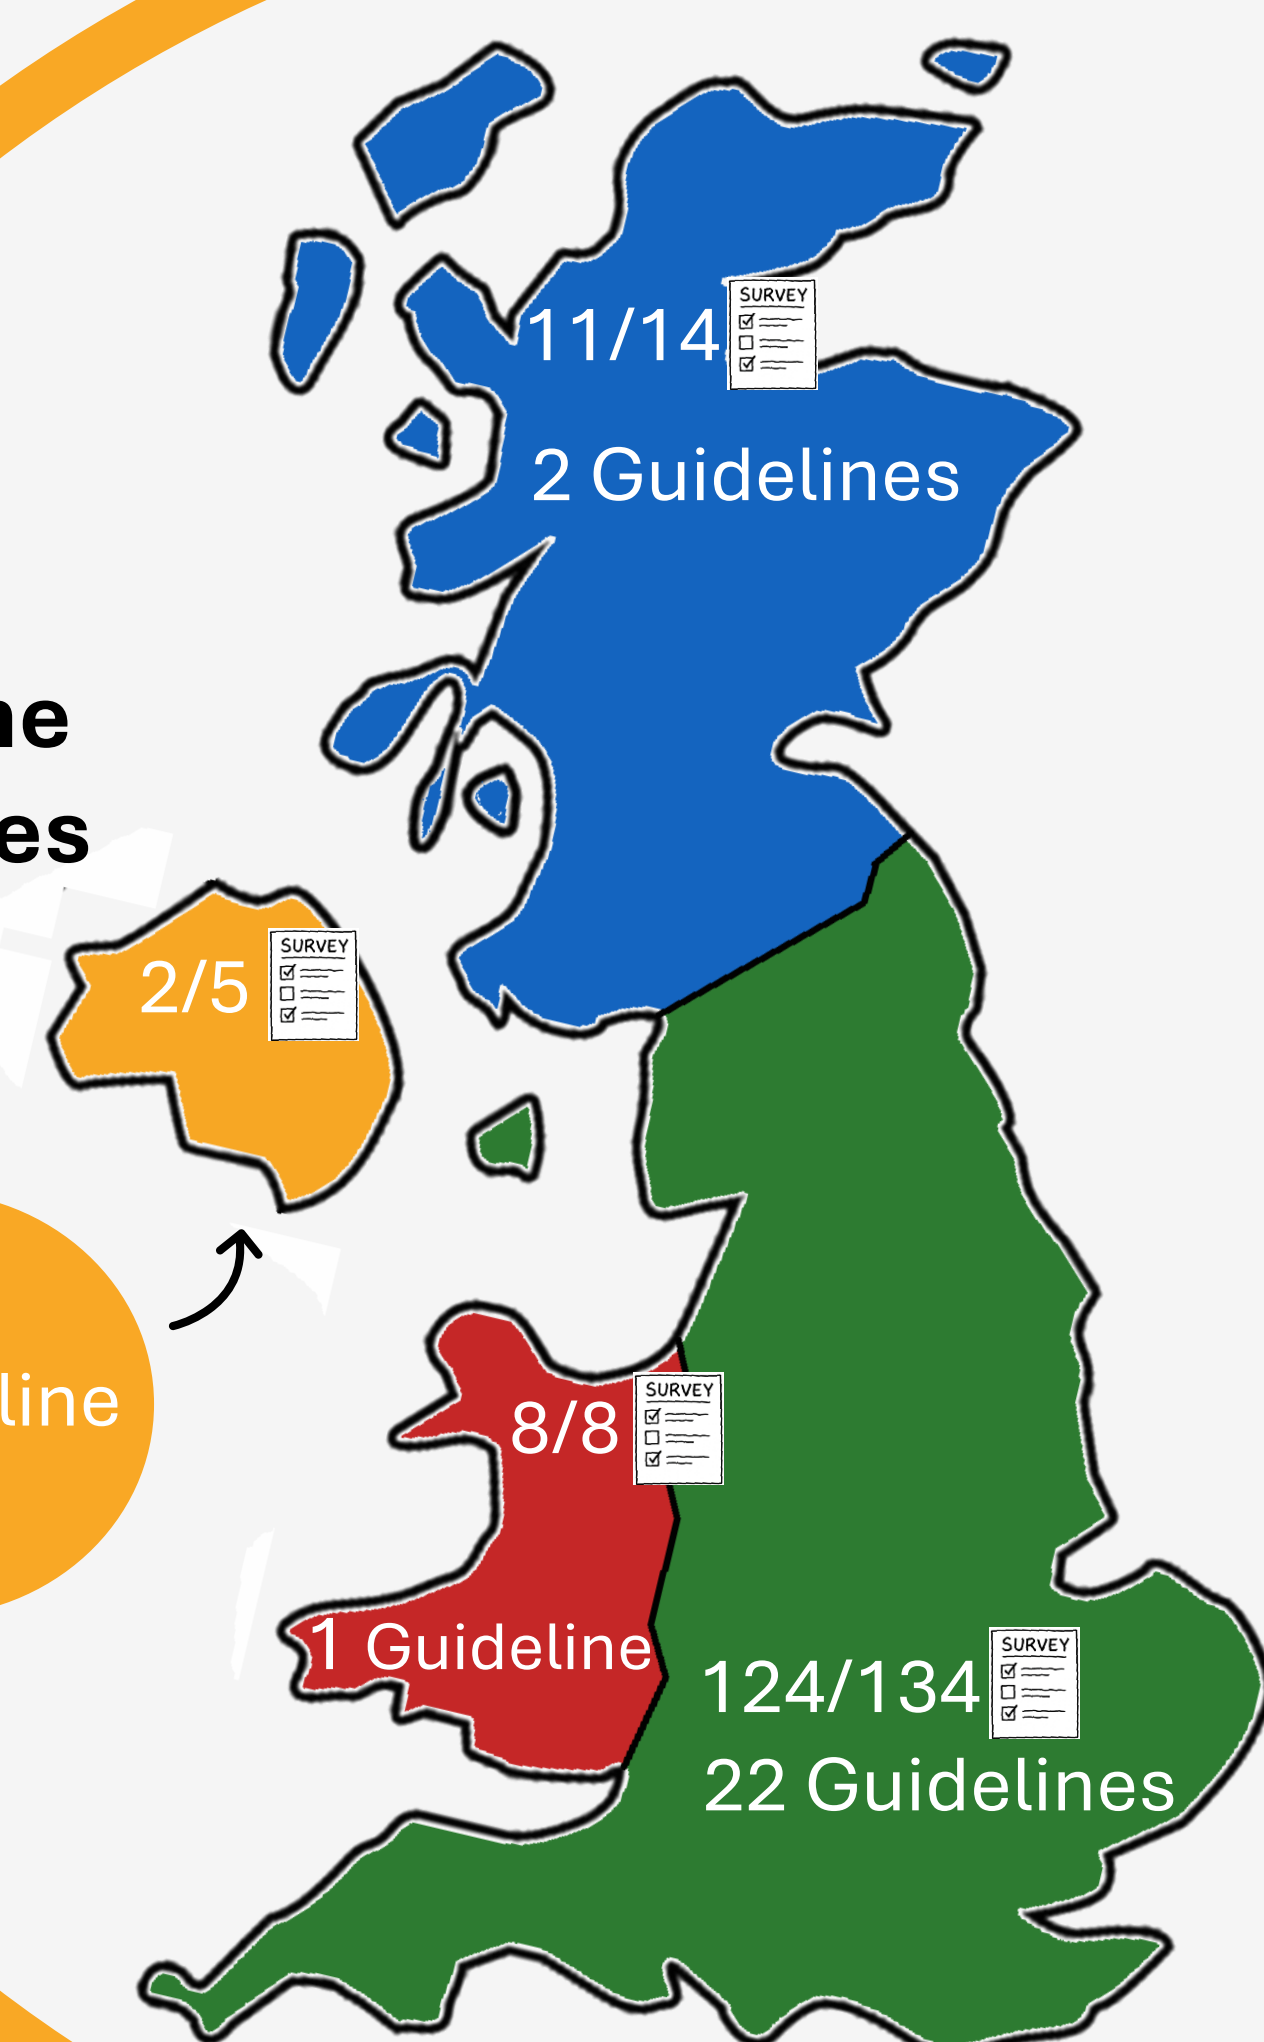 11/14
SURVEY
2 Guidelines
ne
es
2/5
SURVEY
line
8/8
SURVEY
1 Guideline
124/134
SURVEY
22 Guidelines